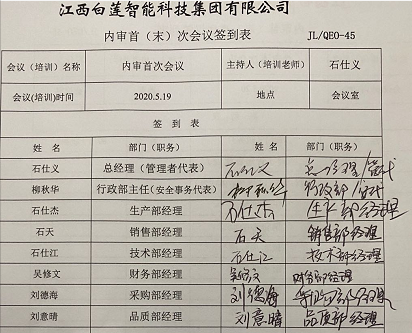 江西白莲智能科技集团有限公司
内审首（末）次会议签到表 JL/QEO-45
会议（培训）名称 内审首次会议 主持人（培训老师） 石仕义
会议(培训)时间 2020.5.19 地点 会议室
签 到 表
姓 名 部门（职务） 姓 名 部门（职务）
石仕义 总经理（管理者代表） 石仕义 总经理/管代
柳秋华 行政部主任（安全事务代表） 柳秋华 行政部
石仕杰 生产部经理 石仕杰 生产部经理
石天 销售部经理 石天 销售部经理
石仕江 技术部经理 石仕江 技术部经理
吴修文 财务部经理 吴修文 财务部经理
刘德海 采购部经理 刘德海
刘意晴 品质部经理 刘意晴 品质部经理